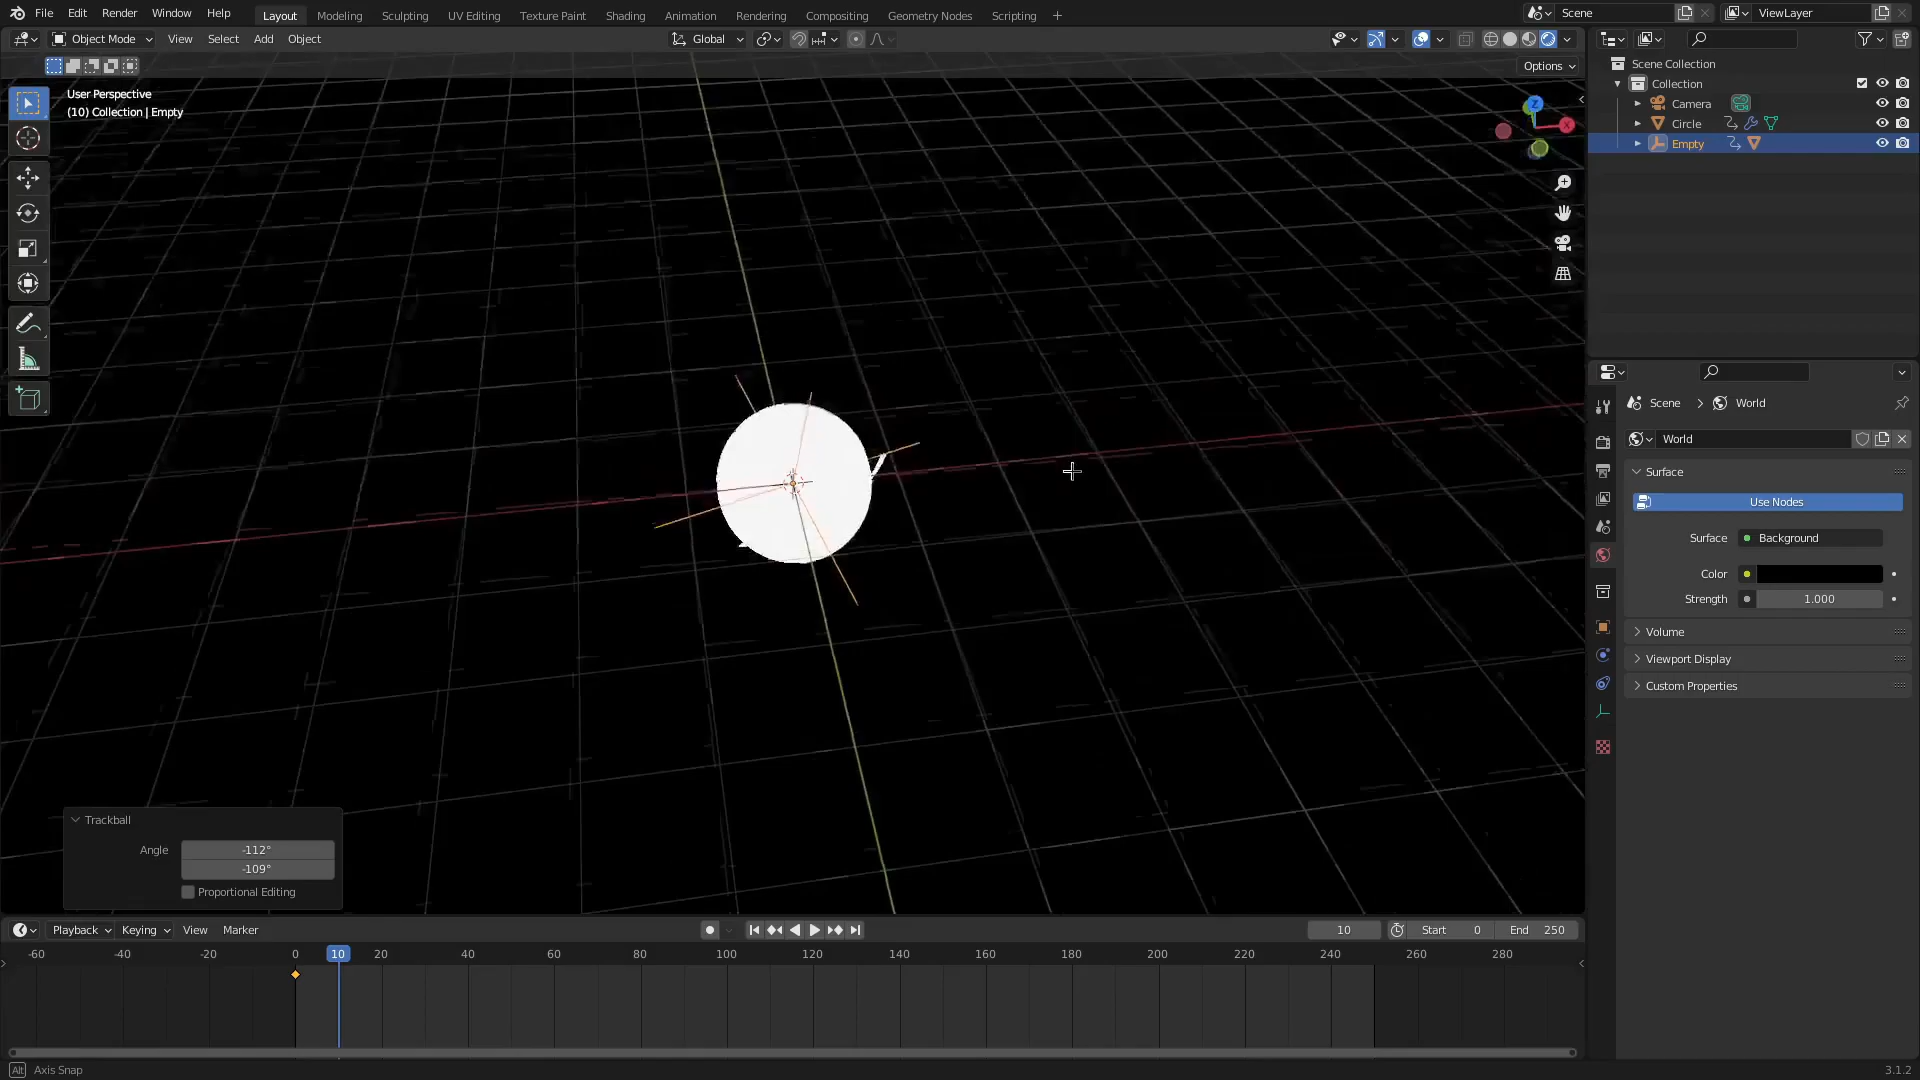 File Edit Render Window Help
Layout Modeling Sculpting UV Editing Texture Paint Shading Animation Rendering Compositing Geometry Nodes Scripting +
Scene ViewLayer
Object Mode View Select Add Object
Global
Options
User Perspective
(10) Collection | Empty
Z
X
Scene Collection
Collection
Camera
Circle
Empty
Scene > World
World
Surface
Use Nodes
Surface Background
Color
Strength 1.000
Volume
Viewport Display
Custom Properties
Trackball
Angle -112°
-109°
Proportional Editing
Playback Keying View Marker
10 Start 0 End 250
-60 -40 -20 0 10 20 40 60 80 100 120 140 160 180 200 220 240 260 280
Alt Axis Snap
3.1.2